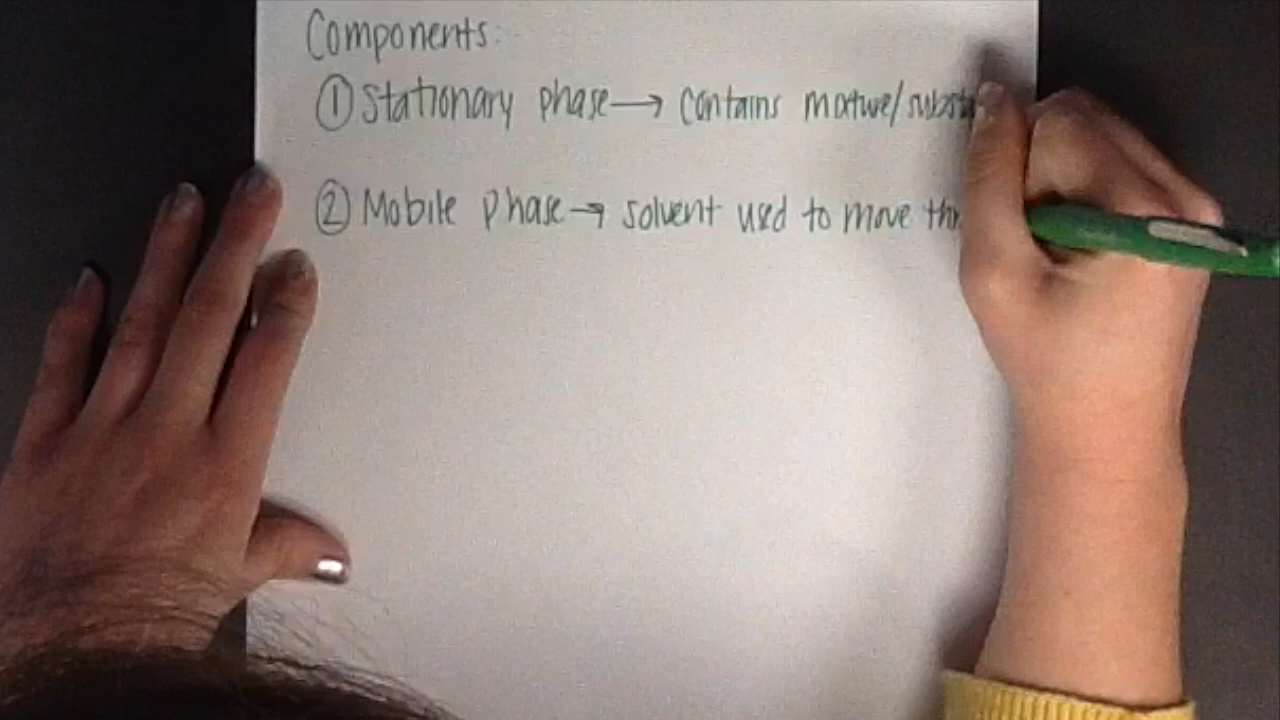 Components:
① Stationary phase → contains mixture/
② Mobile phase → solvent used to move